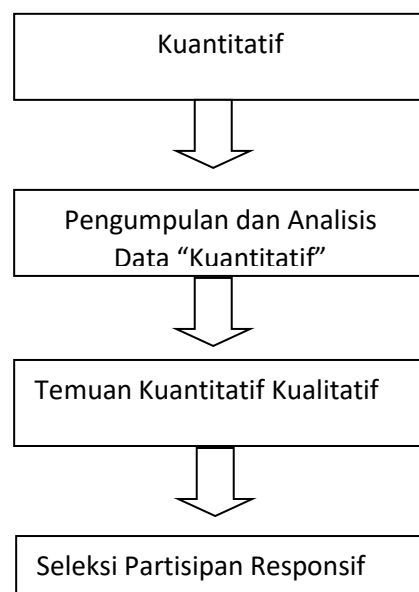 Kuantitatif
Pengumpulan dan Analisis
Data “Kuantitatif”
Temuan Kuantitatif Kualitatif
Seleksi Partisipan Responsif